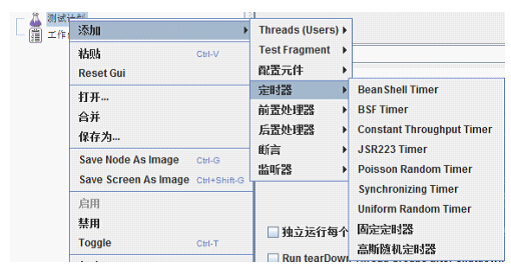 测试计划
工作
添加
粘贴 Ctrl-V
Reset Gui
打开...
合并
保存为...
Save Node As Image Ctrl-G
Save Screen As Image Ctrl+Shift-G
启用
禁用
Toggle Ctrl-T
Threads (Users)
Test Fragment
配置元件
定时器
前置处理器
后置处理器
断言
监听器
BeanShell Timer
BSF Timer
Constant Throughput Timer
JSR223 Timer
Poisson Random Timer
Synchronizing Timer
Uniform Random Timer
固定定时器
高斯随机定时器
独立运行每个
Run tearDown